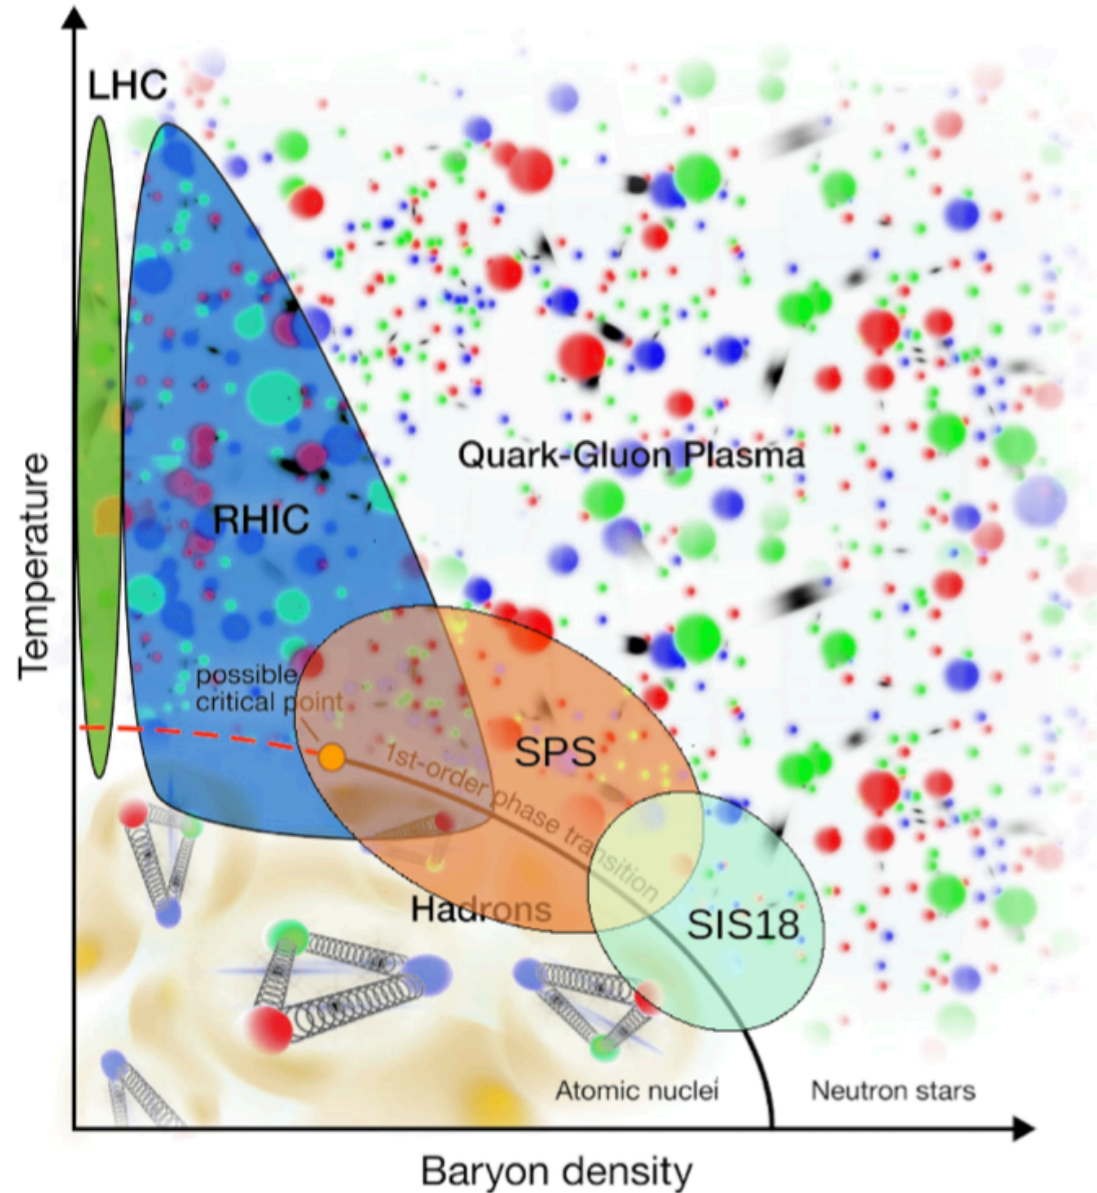 LHC
Temperature
Quark-Gluon Plasma
RHIC
possible
critical point
1st-order phase transition
SPS
Hadrons
SIS18
Atomic nuclei
Neutron stars
Baryon density